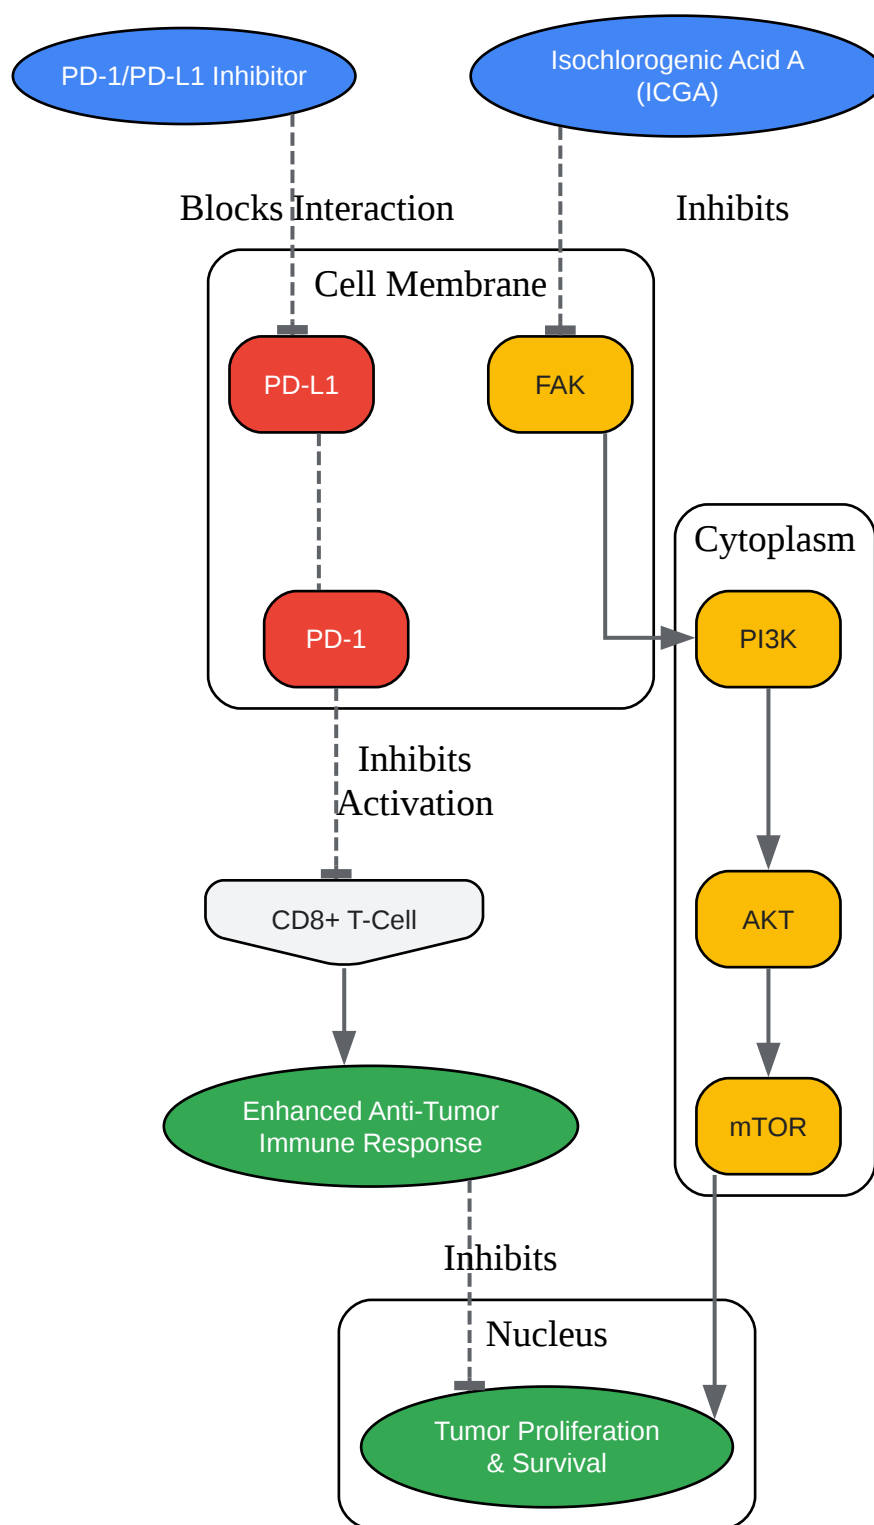 PD-1/PD-L1 Inhibitor
Isochlorogenic Acid A
(ICGA)
Blocks Interaction
Inhibits
Cell Membrane
PD-L1
FAK
Cytoplasm
PD-1
PI3K
Inhibits
Activation
CD8+ T-Cell
AKT
Enhanced Anti-Tumor
Immune Response
mTOR
Inhibits
Nucleus
Tumor Proliferation
& Survival